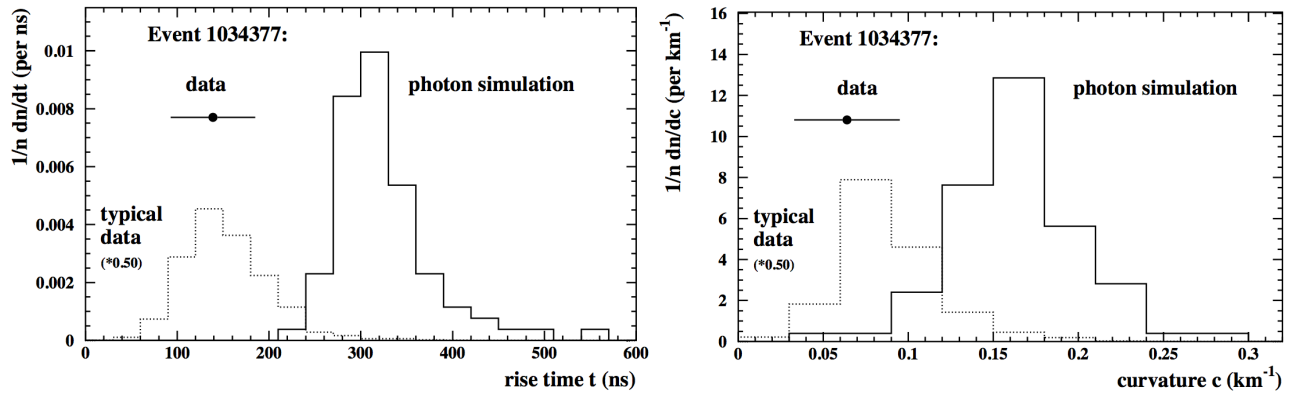 Event 1034377:
data
photon simulation
typical
data
(*0.50)
1/n dn/dt (per ns)
0.01
0.008
0.006
0.004
0.002
0
0 100 200 300 400 500 600
rise time t (ns)
Event 1034377:
data
photon simulation
typical
data
(*0.50)
1/n dn/dc (per km-1)
16
14
12
10
8
6
4
2
0
0 0.05 0.1 0.15 0.2 0.25 0.3
curvature c (km-1)